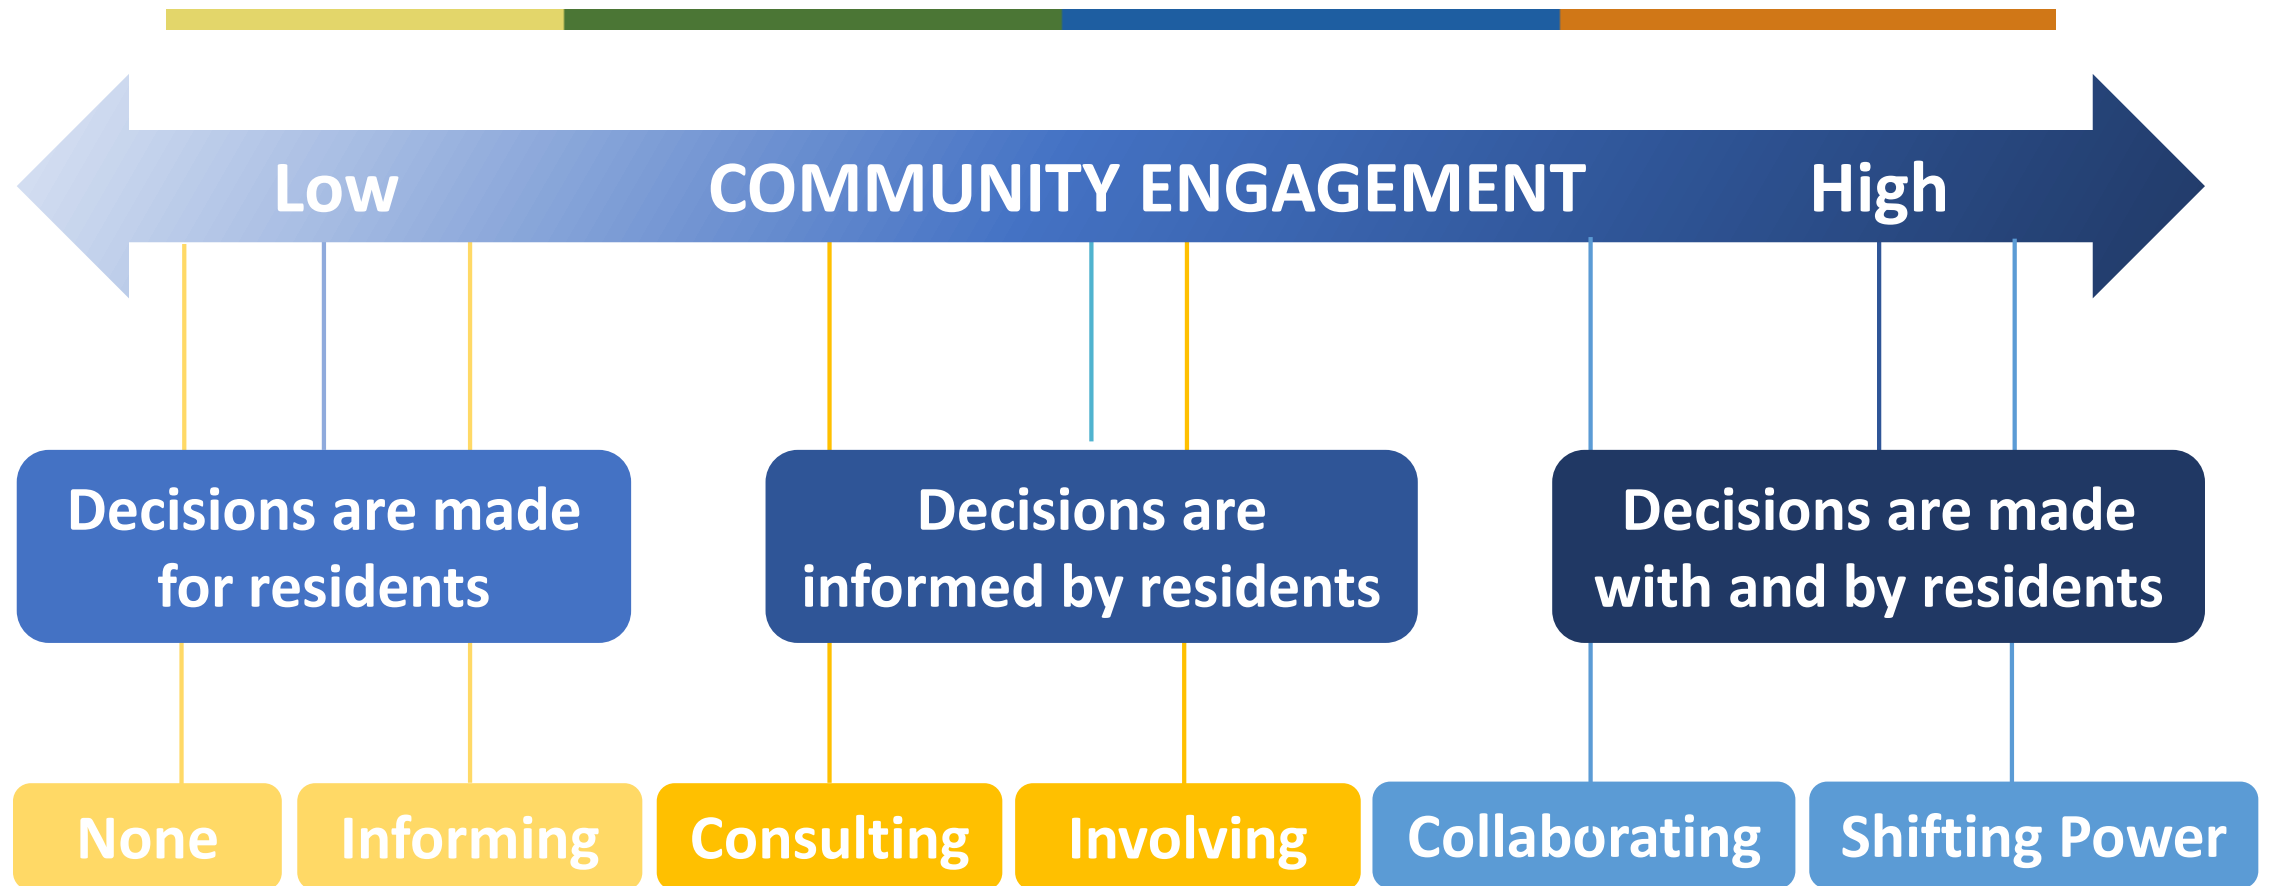 Low COMMUNITY ENGAGEMENT High
Decisions are made
for residents
Decisions are
informed by residents
Decisions are made
with and by residents
None
Informing
Consulting
Involving
Collaborating
Shifting Power